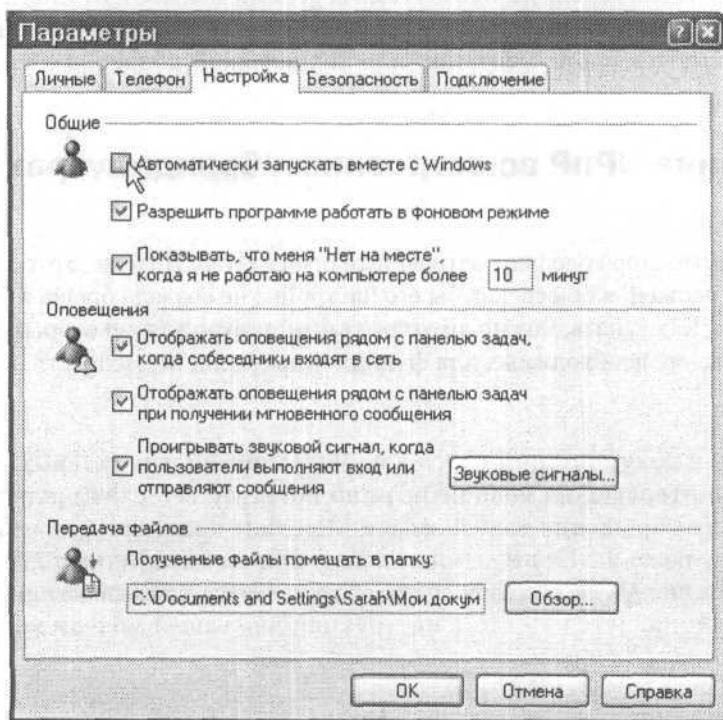 Параметры
Личные Телефон Настройка Безопасность Подключение
Общие
Автоматически запускать вместе с Windows
Разрешить программе работать в фоновом режиме
Показывать, что меня "Нет на месте",
когда я не работаю на компьютере более 10 минут
Оповещения
Отображать оповещения рядом с панелью задач,
когда собеседники входят в сеть
Отображать оповещения рядом с панелью задач
при получении мгновенного сообщения
Проигрывать звуковой сигнал, когда
пользователи выполняют вход или
отправляют сообщения
Звуковые сигналы...
Передача файлов
Полученные файлы помещать в папку:
C:\Documents and Settings\Sarah\Мои докум Обзор...
OK Отмена Справка